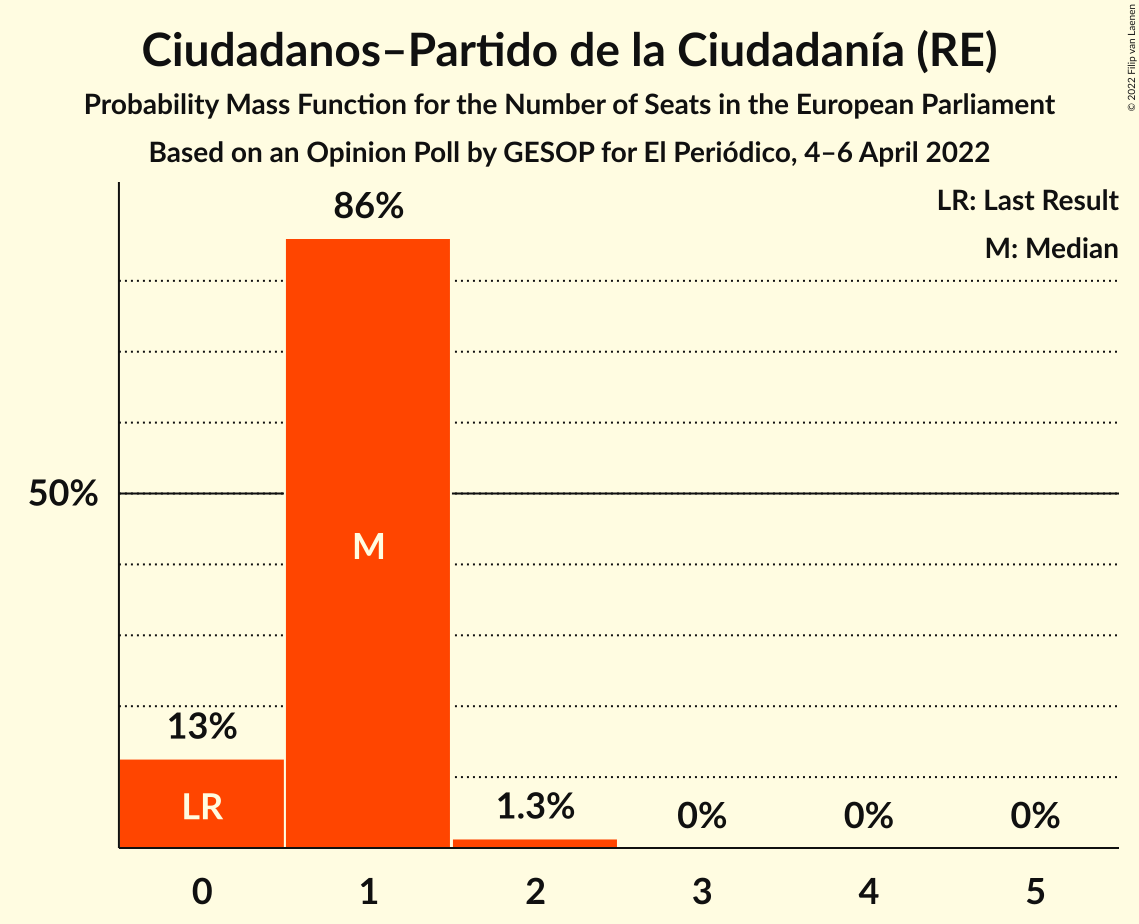 Ciudadanos–Partido de la Ciudadanía (RE)
Probability Mass Function for the Number of Seats in the European Parliament
Based on an Opinion Poll by GESOP for El Periódico, 4–6 April 2022
© 2022 Filip van Laenen
LR: Last Result
M: Median
86%
50%
M
13%
LR
1.3%
0%
0%
0%
0 1 2 3 4 5